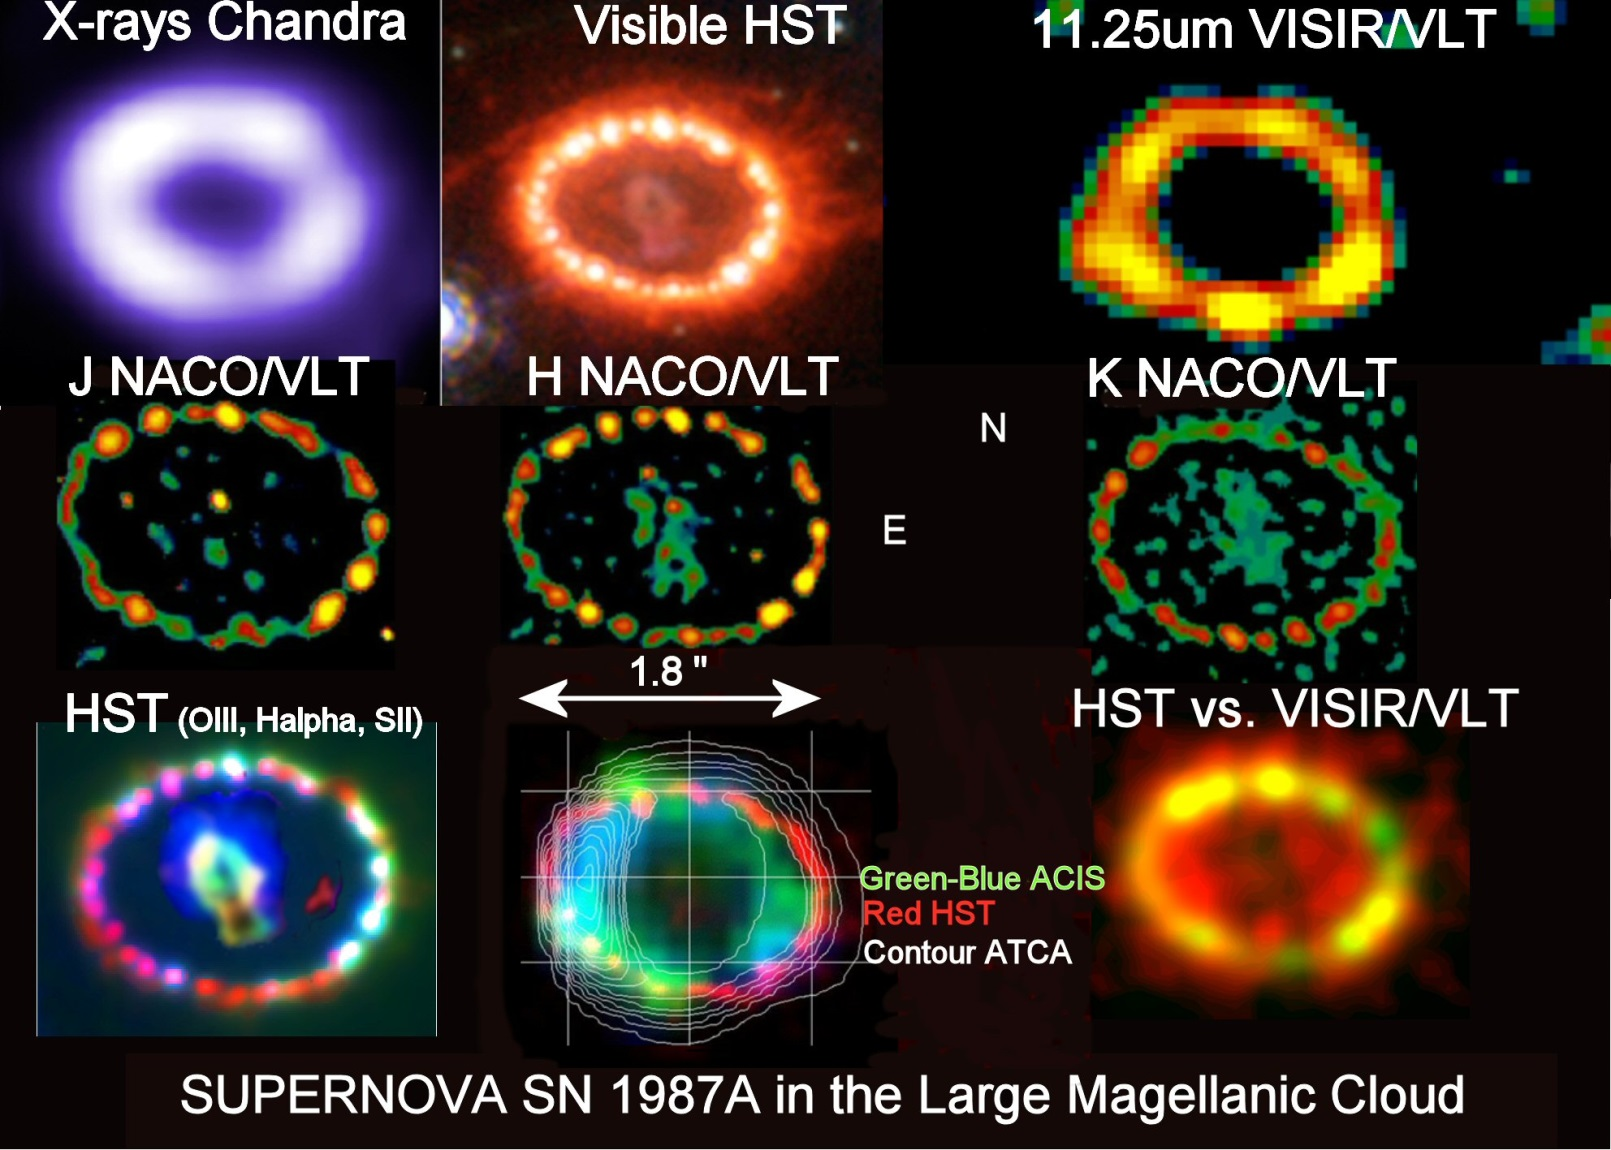 X-rays Chandra
Visible HST
11.25um VISIR/VLT
J NACO/VLT
H NACO/VLT
K NACO/VLT
N
E
1.8 "
HST (OIII, Halpha, SII)
HST vs. VISIR/VLT
Green-Blue ACIS
Red HST
Contour ATCA
SUPERNOVA SN 1987A in the Large Magellanic Cloud